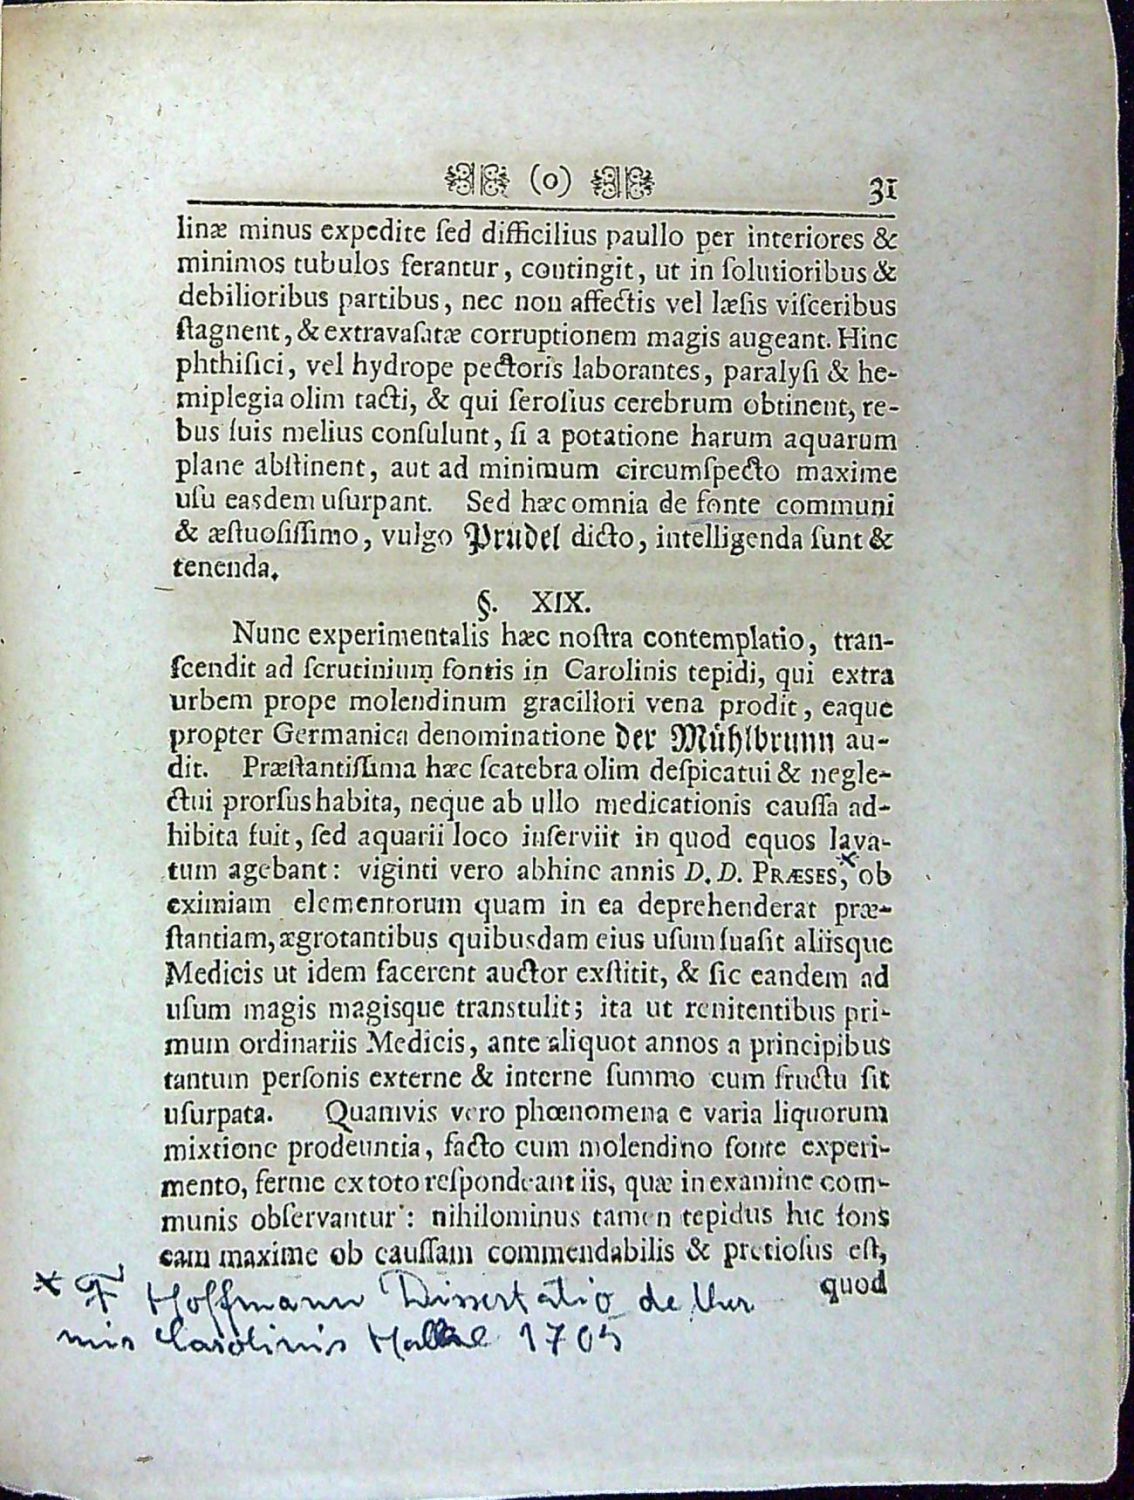 (0) 31
linæ minus expedite ſed difficilius paullo per interiores &
minimos tubulos ferantur, contingit, ut in ſolutioribus &
debilioribus partibus, nec non affectis vel læſis viſceribus
ſtagnent, & extravaſatæ corruptionem magis augeant. Hinc
phthiſici, vel hydrope pectoris laborantes, paralyſi & he-
miplegia olim tacti, & qui ſeroſius cerebrum obtinent, re-
bus ſuis melius conſulunt, ſi a potatione harum aquarum
plane abſtinent, aut ad minimum circumſpecto maxime
uſu easdem uſurpant. Sed hæc omnia de fonte communi
& æſtuoſiſſimo, vulgo Prudel dicto, intelligenda ſunt &
tenenda.
§. XIX.
Nunc experimentalis hæc noſtra contemplatio, tran-
ſcendit ad ſcrutinium fontis in Carolinis tepidi, qui extra
urbem prope molendinum graciliori vena prodit, eaque
propter Germanica denominatione der Mühlbrunn au-
dit. Præſtantiſſima hæc ſcatebra olim deſpicatui & negle-
ctui prorſus habita, neque ab ullo medicationis cauſſa ad-
hibita fuit, ſed aquarii loco inſerviit in quod equos lava-
tum agebant: viginti vero abhinc annis D. D. PRÆSES,* ob
eximiam elementorum quam in ea deprehenderat præ-
ſtantiam, ægrotantibus quibusdam eius uſum ſuaſit aliisque
Medicis ut idem facerent auctor exſtitit, & ſic eandem ad
uſum magis magisque transtulit; ita ut renitentibus pri-
mum ordinariis Medicis, ante aliquot annos a principibus
tantum perſonis externe & interne ſummo cum fructu ſit
uſurpata. Quamvis vero phœnomena e varia liquorum
mixtione prodeuntia, facto cum molendino fonte experi-
mento, ferme ex toto reſpondeant iis, quæ in examine com-
munis obſervantur: nihilominus tamen tepidus hic fons
eam maxime ob cauſſam commendabilis & pretioſus eſt,
quod
* F Hoffmann Dissertatio de Ther
mis Carolinis Hallae 1705